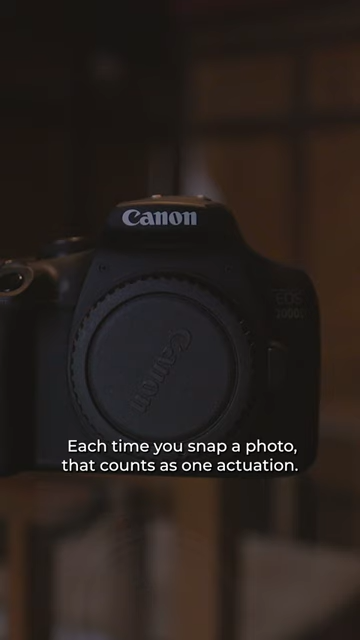 Canon
EOS
Canon
Each time you snap a photo,
that counts as one actuation.